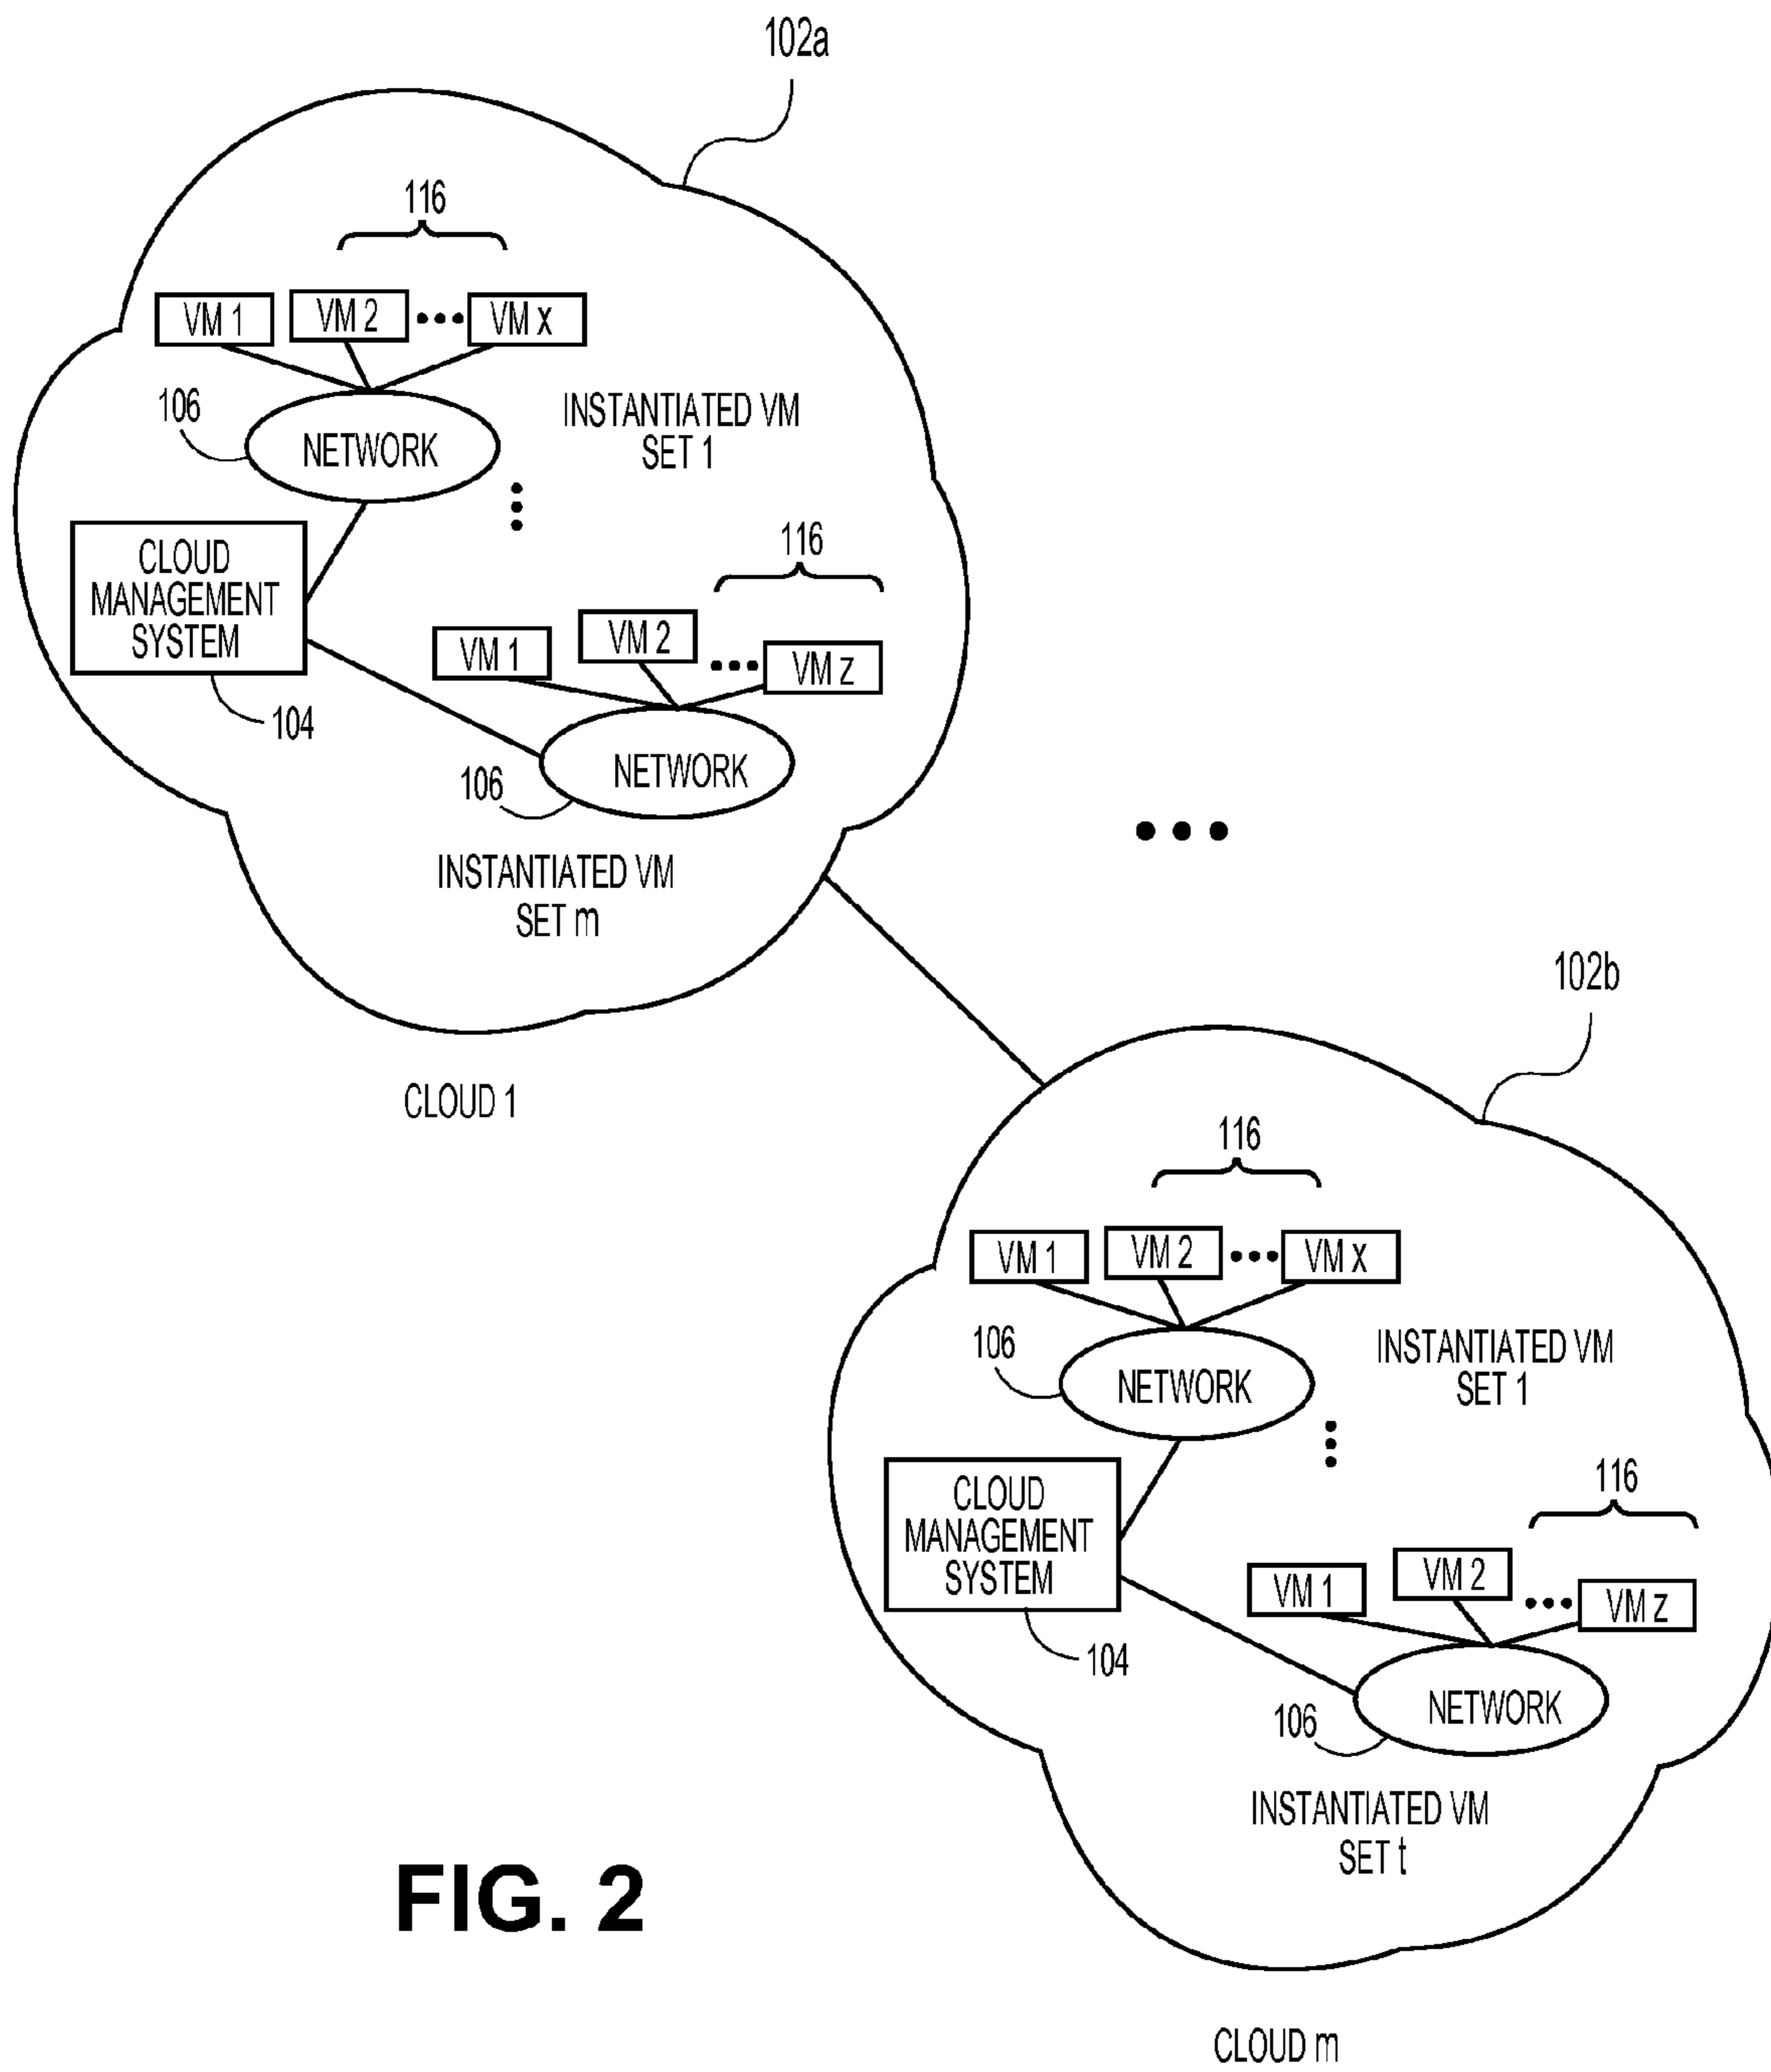 102a
116
VM 1
VM 2
VM x
106
NETWORK
INSTANTIATED VM
SET 1
CLOUD
MANAGEMENT
SYSTEM
104
116
VM 1
VM 2
VM z
106
NETWORK
INSTANTIATED VM
SET m
CLOUD 1
102b
116
VM 1
VM 2
VM x
106
NETWORK
INSTANTIATED VM
SET 1
CLOUD
MANAGEMENT
SYSTEM
104
116
VM 1
VM 2
VM z
106
NETWORK
INSTANTIATED VM
SET t
FIG. 2
CLOUD m